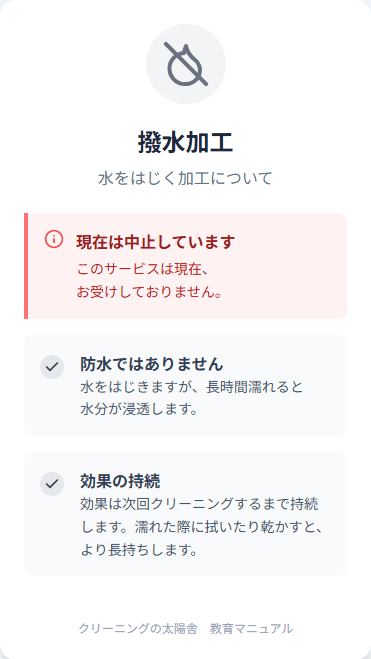 撥水加工
水をはじく加工について
現在は中止しています
このサービスは現在、
お受けしておりません。
防水ではありません
水をはじきますが、長時間濡れると
水分が浸透します。
効果の持続
効果は次回クリーニングするまで持続
します。濡れた際に拭いたり乾かすと、
より長持ちします。
クリーニングの太陽舎　教育マニュアル